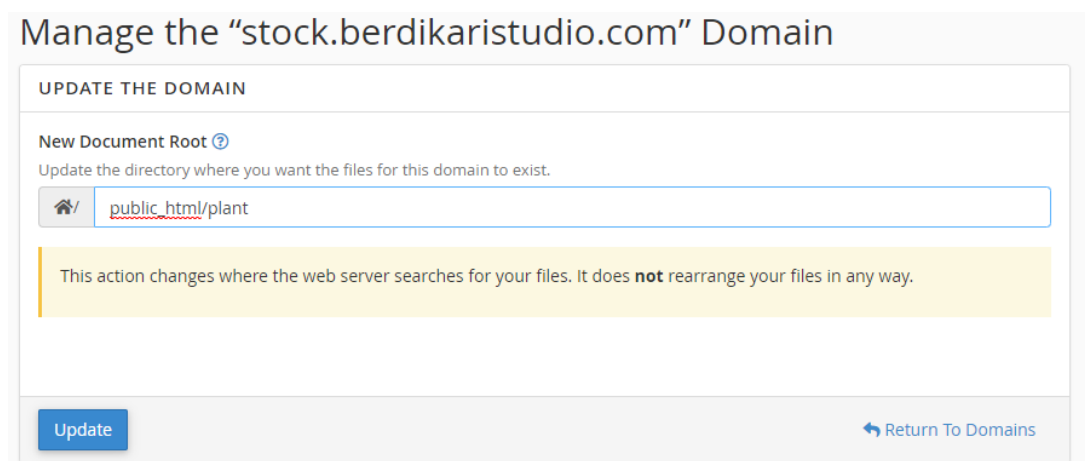 Manage the “stock.berdikaristudio.com” Domain
UPDATE THE DOMAIN
New Document Root
Update the directory where you want the files for this domain to exist.
/ public_html/plant
This action changes where the web server searches for your files. It does not rearrange your files in any way.
Update
Return To Domains